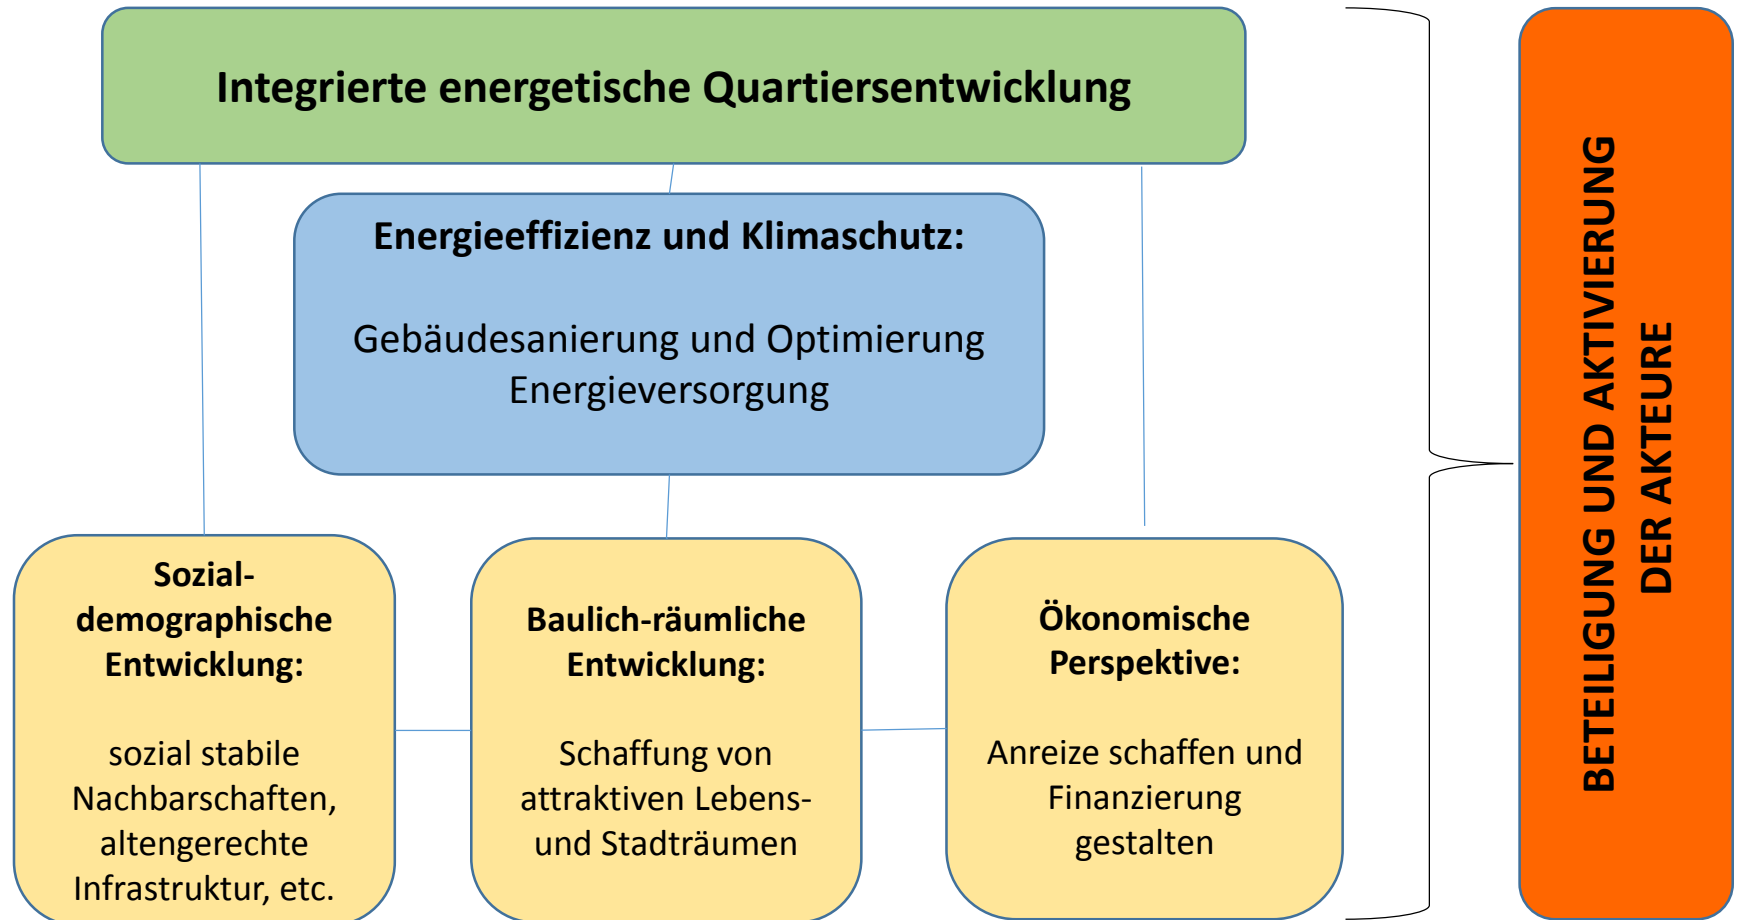 Integrierte energetische Quartiersentwicklung
Energieeffizienz und Klimaschutz:
Gebäudesanierung und Optimierung
Energieversorgung
Sozial-
demographische
Entwicklung:
sozial stabile
Nachbarschaften,
altengerechte
Infrastruktur, etc.
Baulich-räumliche
Entwicklung:
Schaffung von
attraktiven Lebens-
und Stadträumen
Ökonomische
Perspektive:
Anreize schaffen und
Finanzierung
gestalten
BETEILIGUNG UND AKTIVIERUNG
DER AKTEURE